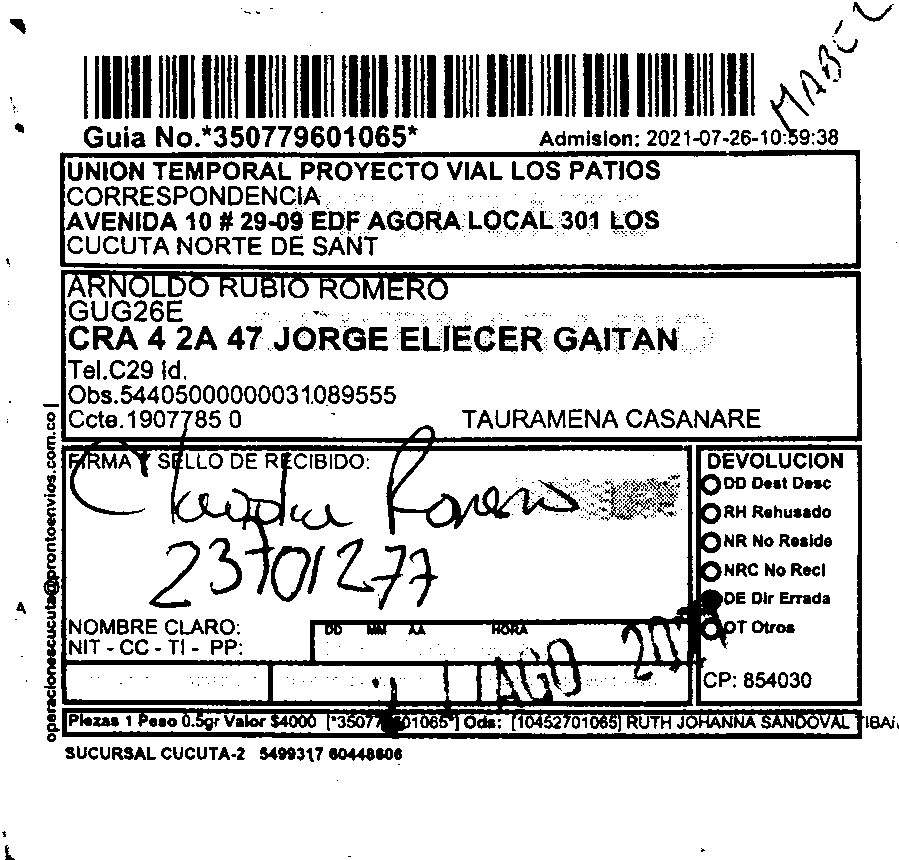 MABEL
Guia No.*350779601065*
Admision: 2021-07-26-10:59:38
UNION TEMPORAL PROYECTO VIAL LOS PATIOS
CORRESPONDENCIA
AVENIDA 10 # 29-09 EDF AGORA LOCAL 301 LOS
CUCUTA NORTE DE SANT
ARNOLDO RUBIO ROMERO
GUG26E
CRA 4 2A 47 JORGE ELIECER GAITAN
Tel.C29 Id.
Obs.54405000000031089555
Ccte.1907785 0
TAURAMENA CASANARE
operacionescucuta@prontoenvios.com.co
FIRMA Y SELLO DE RECIBIDO:
Claudia Romero
23701277
NOMBRE CLARO:
NIT - CC - TI - PP:
DD MM AA HORA
AGO
DEVOLUCION
DD Dest Desc
RH Rehusado
NR No Reside
NRC No Recl
DE Dir Errada
OT Otros
CP: 854030
Piezas 1 Peso 0.5gr Valor $4000 [*350779601065*] Ods: [10452701065] RUTH JOHANNA SANDOVAL
SUCURSAL CUCUTA-2 5499317 60448606